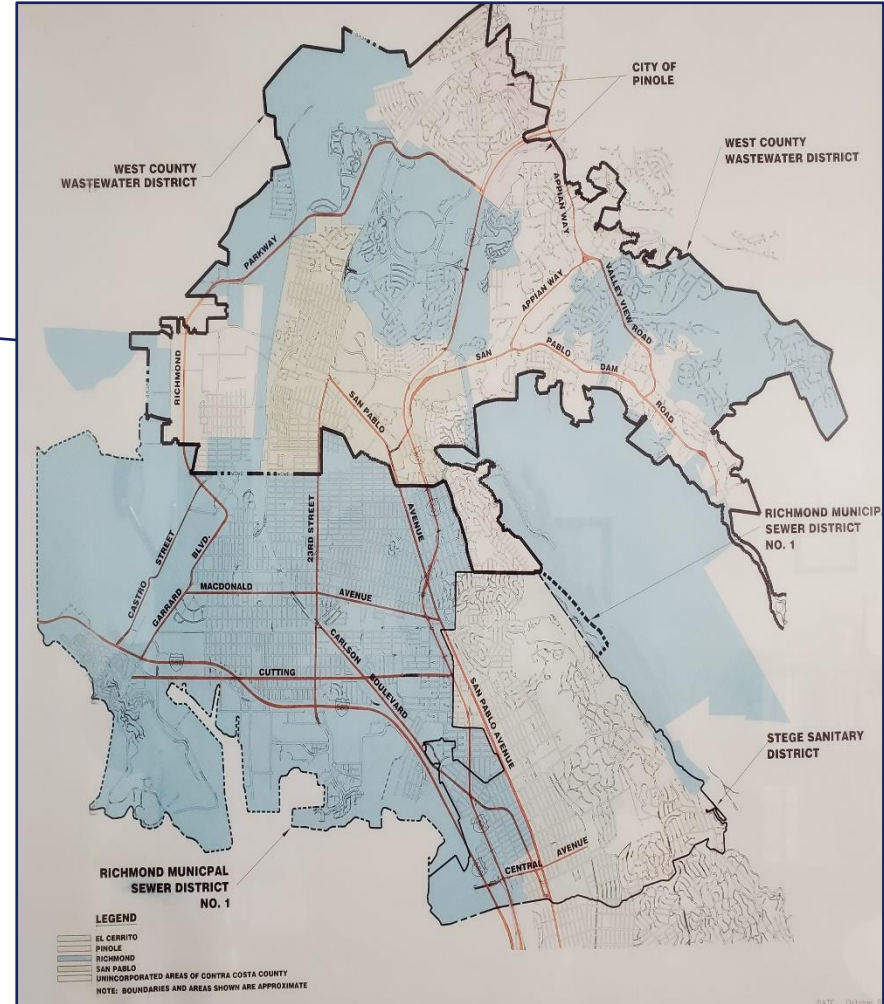 CITY OF
PINOLE
WEST COUNTY
WASTEWATER DISTRICT
WEST COUNTY
WASTEWATER DISTRICT
APPIAN WAY
PARKWAY
APPIAN WAY
VALLEY VIEW ROAD
RICHMOND
SAN PABLO
SAN
PABLO
DAM
ROAD
RICHMOND MUNICIP
SEWER DISTRICT
NO. 1
CASTRO STREET
GARRARD BLVD.
23RD STREET
AVENUE
MACDONALD
AVENUE
CARLSON
BOULEVARD
CUTTING
580
580
SAN PABLO AVENUE
STEGE SANITARY
DISTRICT
CENTRAL AVENUE
RICHMOND MUNICPAL
SEWER DISTRICT
NO. 1
LEGEND
EL CERRITO
PINOLE
RICHMOND
SAN PABLO
UNINCORPORATED AREAS OF CONTRA COSTA COUNTY
NOTE: BOUNDARIES AND AREAS SHOWN ARE APPROXIMATE